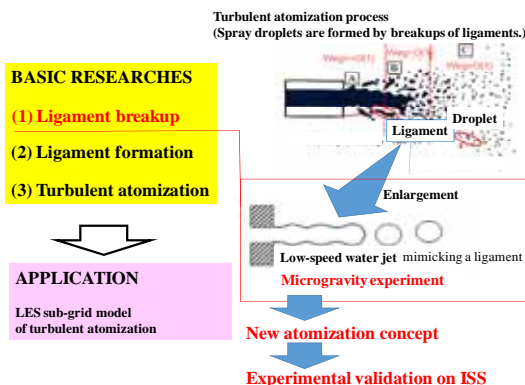 Turbulent atomization process
(Spray droplets are formed by breakups of ligaments.)
A
B
C
BASIC RESEARCHES
(1) Ligament breakup
(2) Ligament formation
(3) Turbulent atomization
Droplet
Ligament
Enlargement
Low-speed water jet mimicking a ligament
Microgravity experiment
APPLICATION
LES sub-grid model
of turbulent atomization
New atomization concept
Experimental validation on ISS